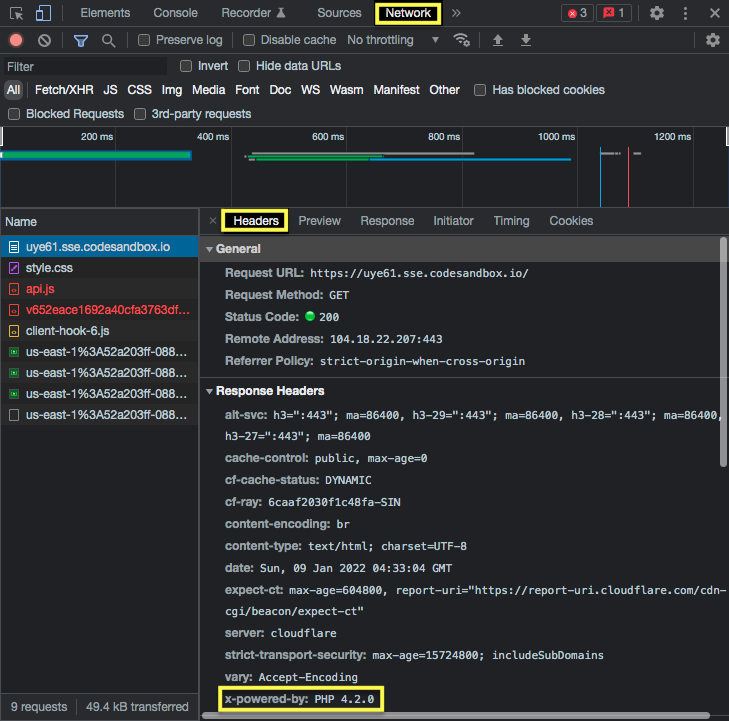 Elements Console Recorder Sources Network » 3 1
Preserve log Disable cache No throttling
Filter Invert Hide data URLs
All Fetch/XHR JS CSS Img Media Font Doc WS Wasm Manifest Other Has blocked cookies
Blocked Requests 3rd-party requests
200 ms 400 ms 600 ms 800 ms 1000 ms 1200 ms
Name
uye61.sse.codesandbox.io
style.css
api.js
v652eace1692a40cfa3763df...
client-hook-6.js
us-east-1%3A52a203ff-088...
us-east-1%3A52a203ff-088...
us-east-1%3A52a203ff-088...
us-east-1%3A52a203ff-088...
9 requests 49.4 kB transferred
× Headers Preview Response Initiator Timing Cookies
General
Request URL: https://uye61.sse.codesandbox.io/
Request Method: GET
Status Code: 200
Remote Address: 104.18.22.207:443
Referrer Policy: strict-origin-when-cross-origin
Response Headers
alt-svc: h3=":443"; ma=86400, h3-29=":443"; ma=86400, h3-28=":443"; ma=86400,
h3-27=":443"; ma=86400
cache-control: public, max-age=0
cf-cache-status: DYNAMIC
cf-ray: 6caaf2030f1c48fa-SIN
content-encoding: br
content-type: text/html; charset=UTF-8
date: Sun, 09 Jan 2022 04:33:04 GMT
expect-ct: max-age=604800, report-uri="https://report-uri.cloudflare.com/cdn-
cgi/beacon/expect-ct"
server: cloudflare
strict-transport-security: max-age=15724800; includeSubDomains
vary: Accept-Encoding
x-powered-by: PHP 4.2.0